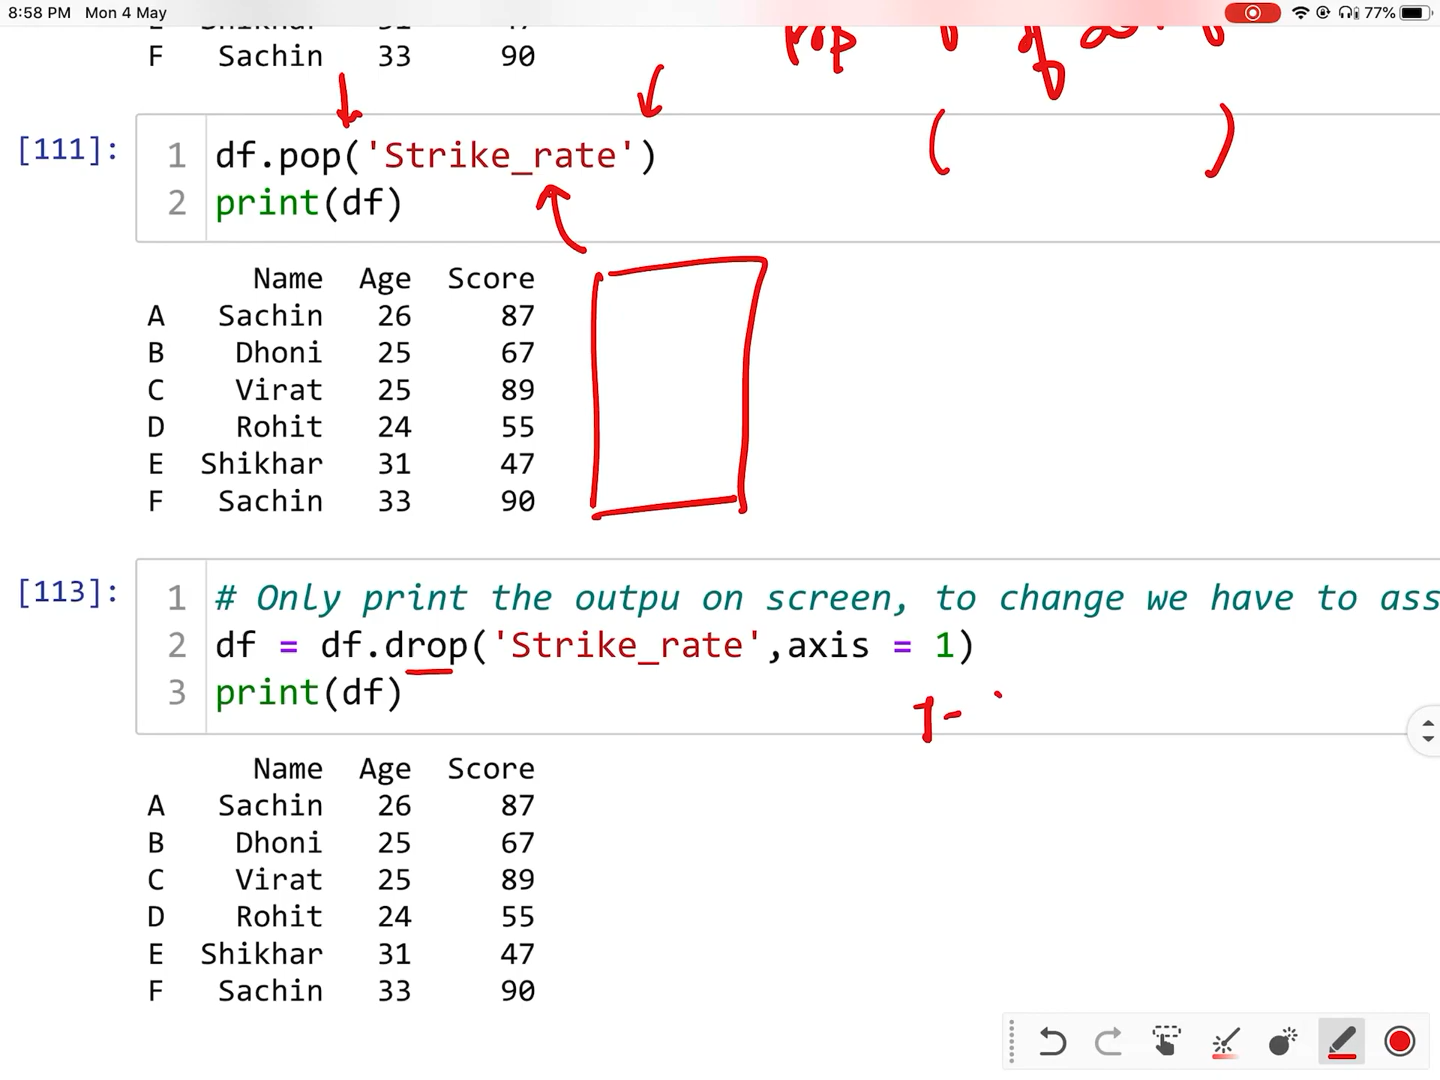 8:58 PM Mon 4 May 77%
F Sachin 33 90
pop
( )
[111]:
1 df.pop('Strike_rate')
2 print(df)
Name Age Score
A Sachin 26 87
B Dhoni 25 67
C Virat 25 89
D Rohit 24 55
E Shikhar 31 47
F Sachin 33 90
[113]:
1 # Only print the outpu on screen, to change we have to ass
2 df = df.drop('Strike_rate',axis = 1)
3 print(df)
1-
Name Age Score
A Sachin 26 87
B Dhoni 25 67
C Virat 25 89
D Rohit 24 55
E Shikhar 31 47
F Sachin 33 90